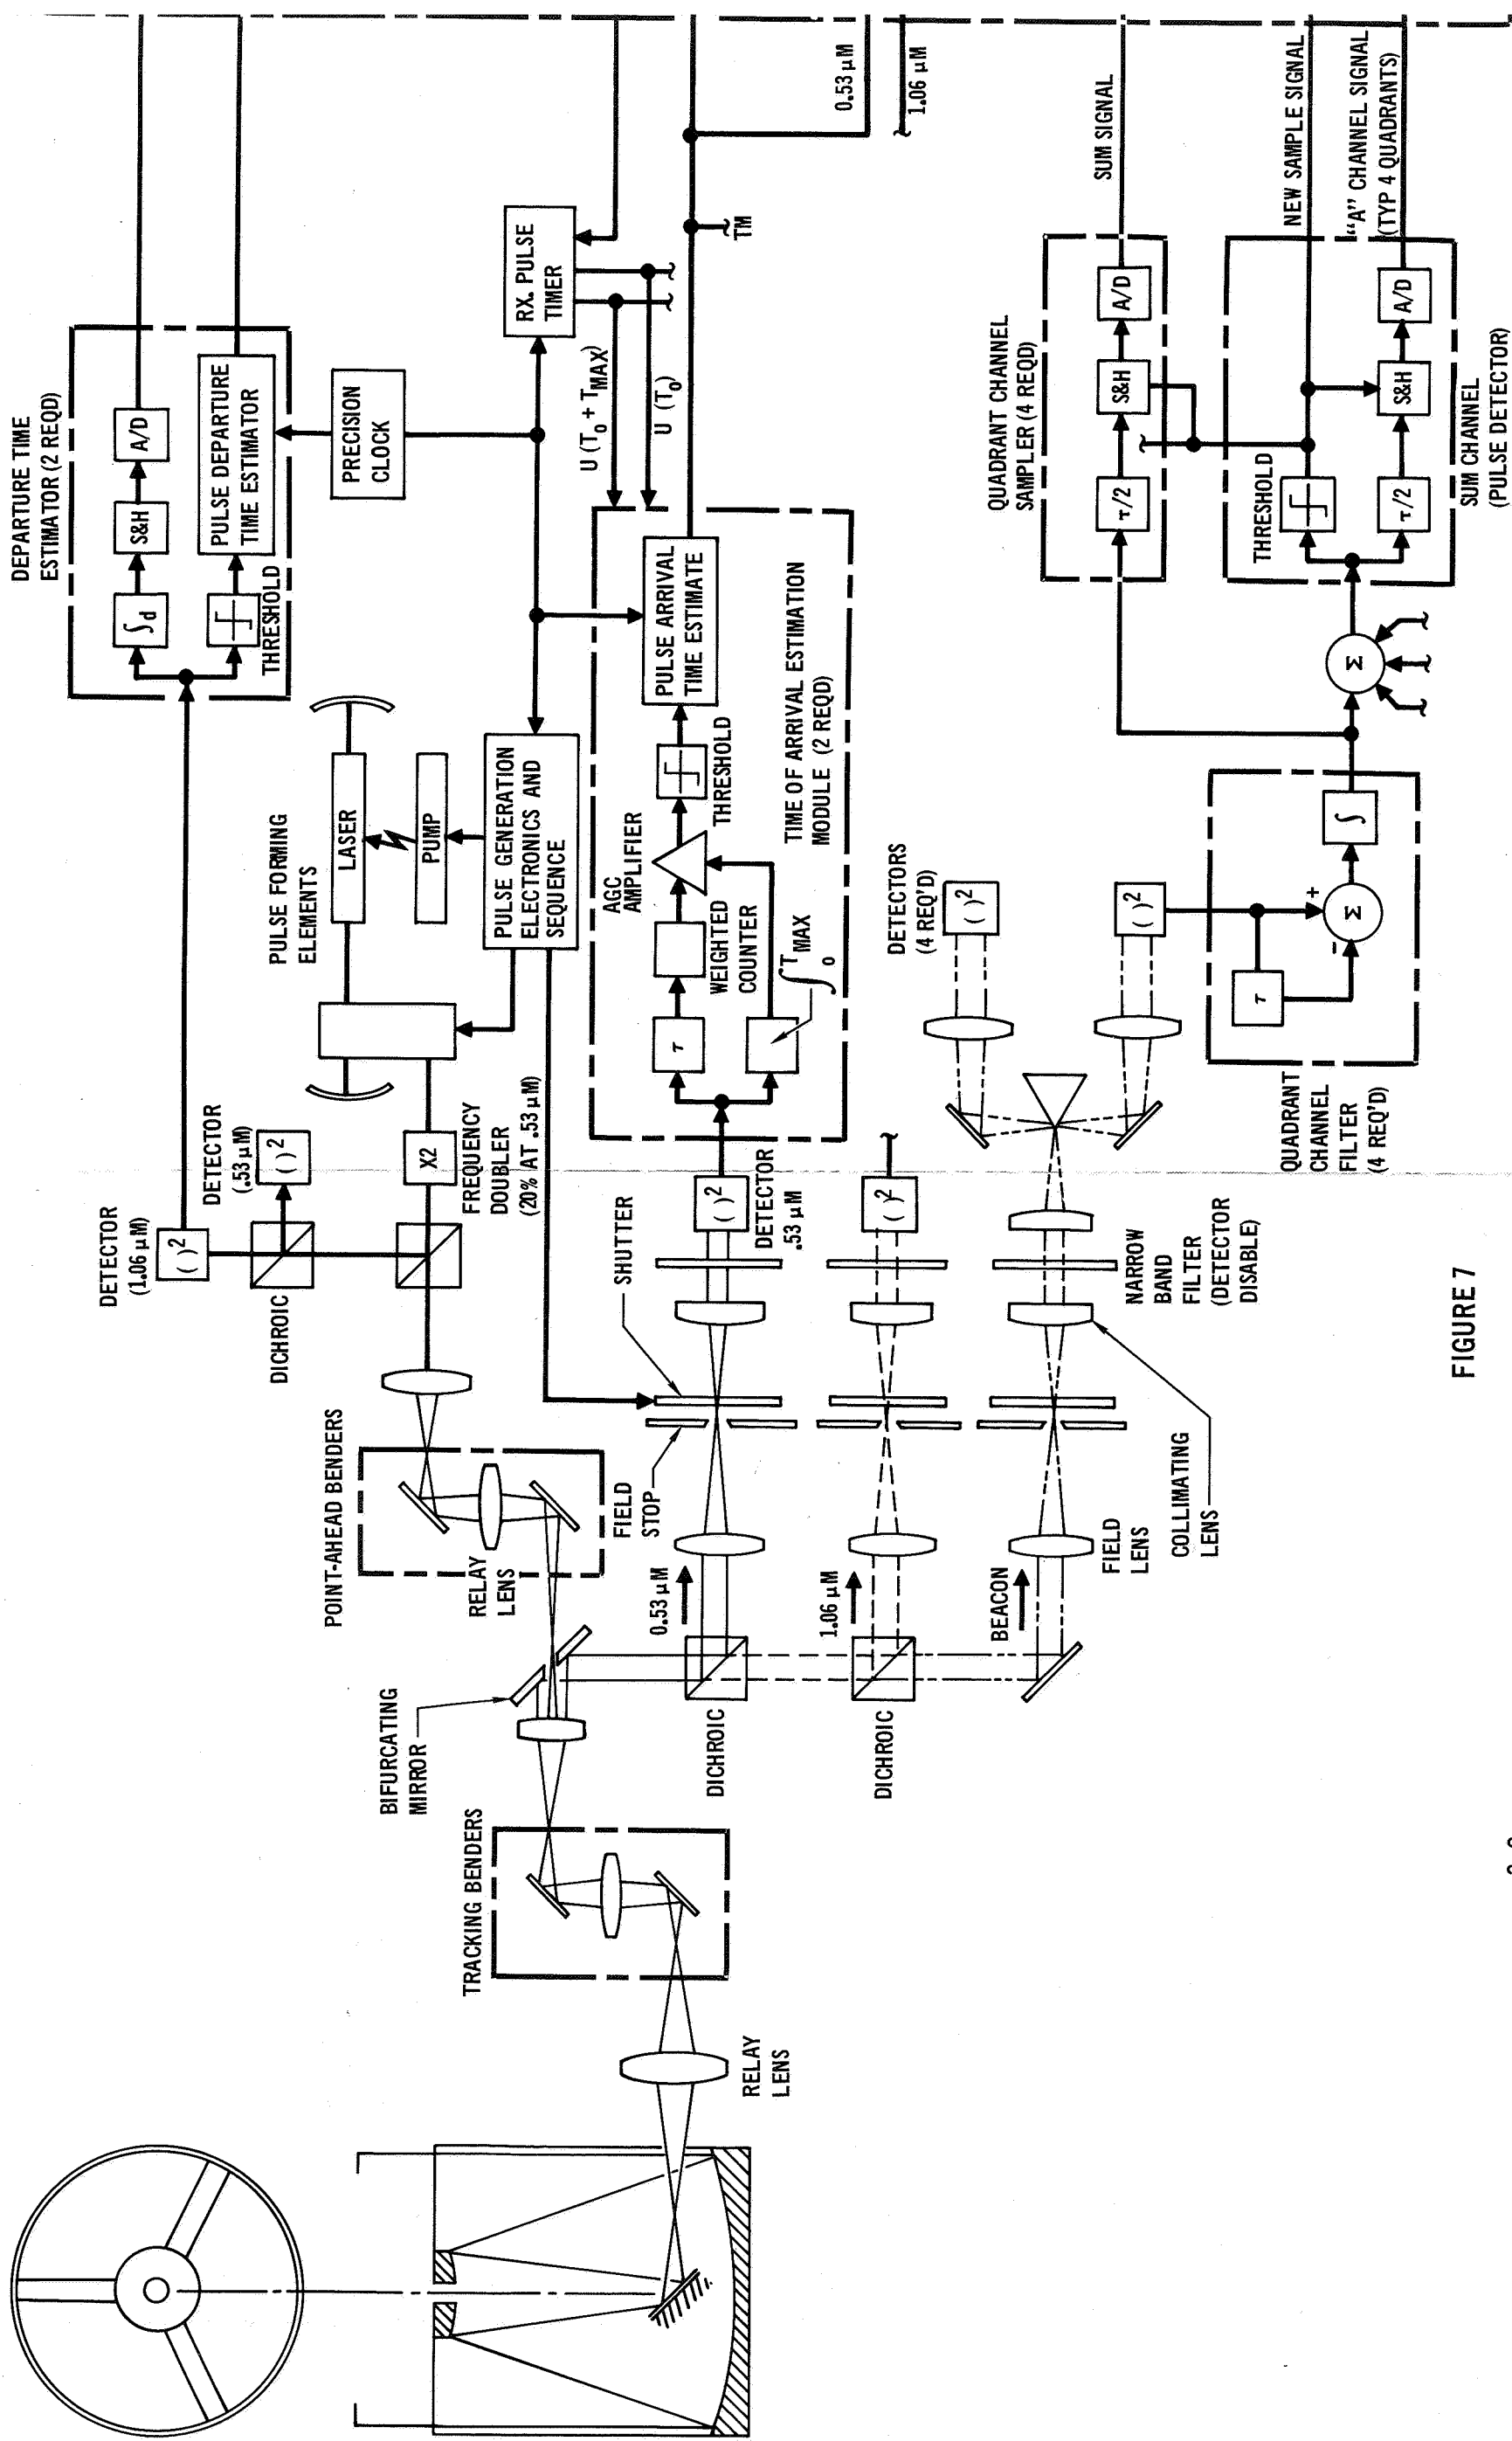 DEPARTURE TIME
ESTIMATOR (2 REQD)
∫d
S&H
A/D
THRESHOLD
PULSE DEPARTURE
TIME ESTIMATOR
PRECISION
CLOCK
RX. PULSE
TIMER
U (T₀ + T MAX)
U (T₀)
TM
0.53 μM
1.06 μM
PULSE FORMING
ELEMENTS
LASER
PUMP
PULSE GENERATION
ELECTRONICS AND
SEQUENCE
DETECTOR
(1.06 μM)
( )²
DETECTOR
(.53 μM)
( )²
DICHROIC
X2
FREQUENCY
DOUBLER
(20% AT .53 μM)
AGC
AMPLIFIER
τ
WEIGHTED
COUNTER
∫₀ T MAX
THRESHOLD
PULSE ARRIVAL
TIME ESTIMATE
TIME OF ARRIVAL ESTIMATION
MODULE (2 REQD)
POINT-AHEAD BENDERS
RELAY
LENS
BIFURCATING
MIRROR
TRACKING BENDERS
RELAY
LENS
SHUTTER
FIELD
STOP
0.53 μM
DICHROIC
( )²
DETECTOR
.53 μM
1.06 μM
DICHROIC
( )²
BEACON
FIELD
LENS
COLLIMATING
LENS
NARROW
BAND
FILTER
(DETECTOR
DISABLE)
DETECTORS
(4 REQ'D)
( )²
( )²
τ
+
-
Σ
∫
QUADRANT
CHANNEL
FILTER
(4 REQ'D)
Σ
QUADRANT CHANNEL
SAMPLER (4 REQD)
τ/2
S&H
A/D
SUM SIGNAL
THRESHOLD
τ/2
S&H
A/D
SUM CHANNEL
(PULSE DETECTOR)
NEW SAMPLE SIGNAL
"A" CHANNEL SIGNAL
(TYP 4 QUADRANTS)
FIGURE 7